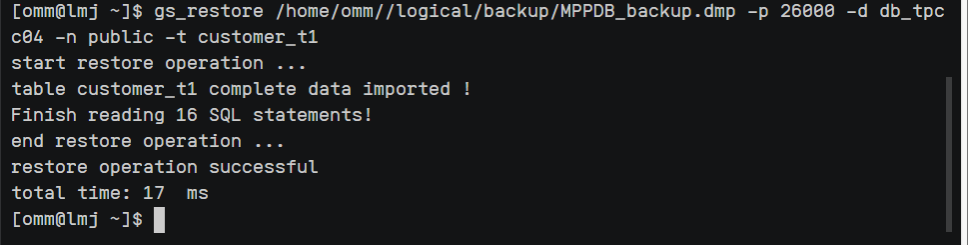 [omm@lmj ~]$ gs_restore /home/omm//logical/backup/MPPDB_backup.dmp -p 26000 -d db_tpc
c04 -n public -t customer_t1
start restore operation ...
table customer_t1 complete data imported !
Finish reading 16 SQL statements!
end restore operation ...
restore operation successful
total time: 17  ms
[omm@lmj ~]$